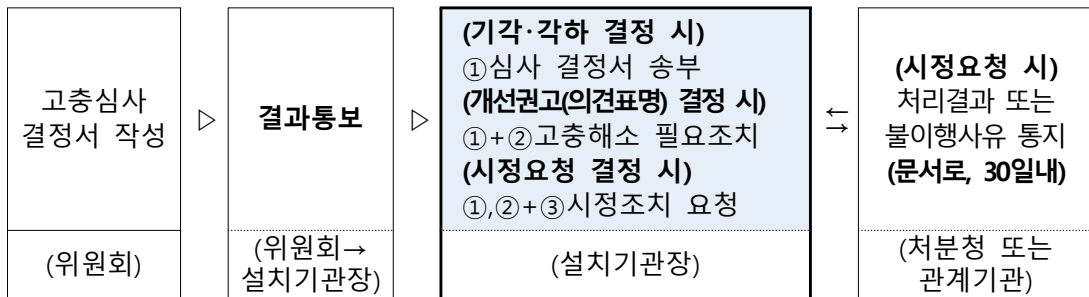 고충심사
결정서 작성
(위원회)
▷
결과통보
(위원회→
설치기관장)
▷
(기각·각하 결정 시)
①심사 결정서 송부
(개선권고(의견표명) 결정 시)
①+②고충해소 필요조치
(시정요청 결정 시)
①,②+③시정조치 요청
(설치기관장)
←
→
(시정요청 시)
처리결과 또는
불이행사유 통지
(문서로, 30일내)
(처분청 또는
관계기관)